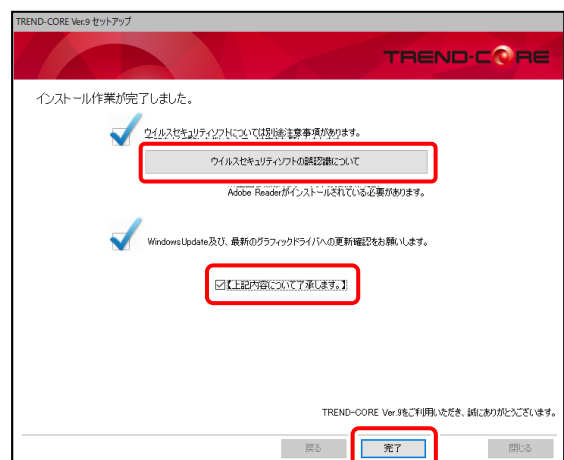 TREND-CORE Ver.9 セットアップ
TREND-CORE
インストール作業が完了しました。
ウイルスセキュリティソフトについては別途注意事項があります。
ウイルスセキュリティソフトの誤認識について
Adobe Readerがインストールされている必要があります。
WindowsUpdate及び、最新のグラフィックドライバへの更新確認をお願いします。
【上記内容について了承します。】
TREND-CORE Ver.9をご利用いただき、誠にありがとうございます。
戻る 完了 閉じる